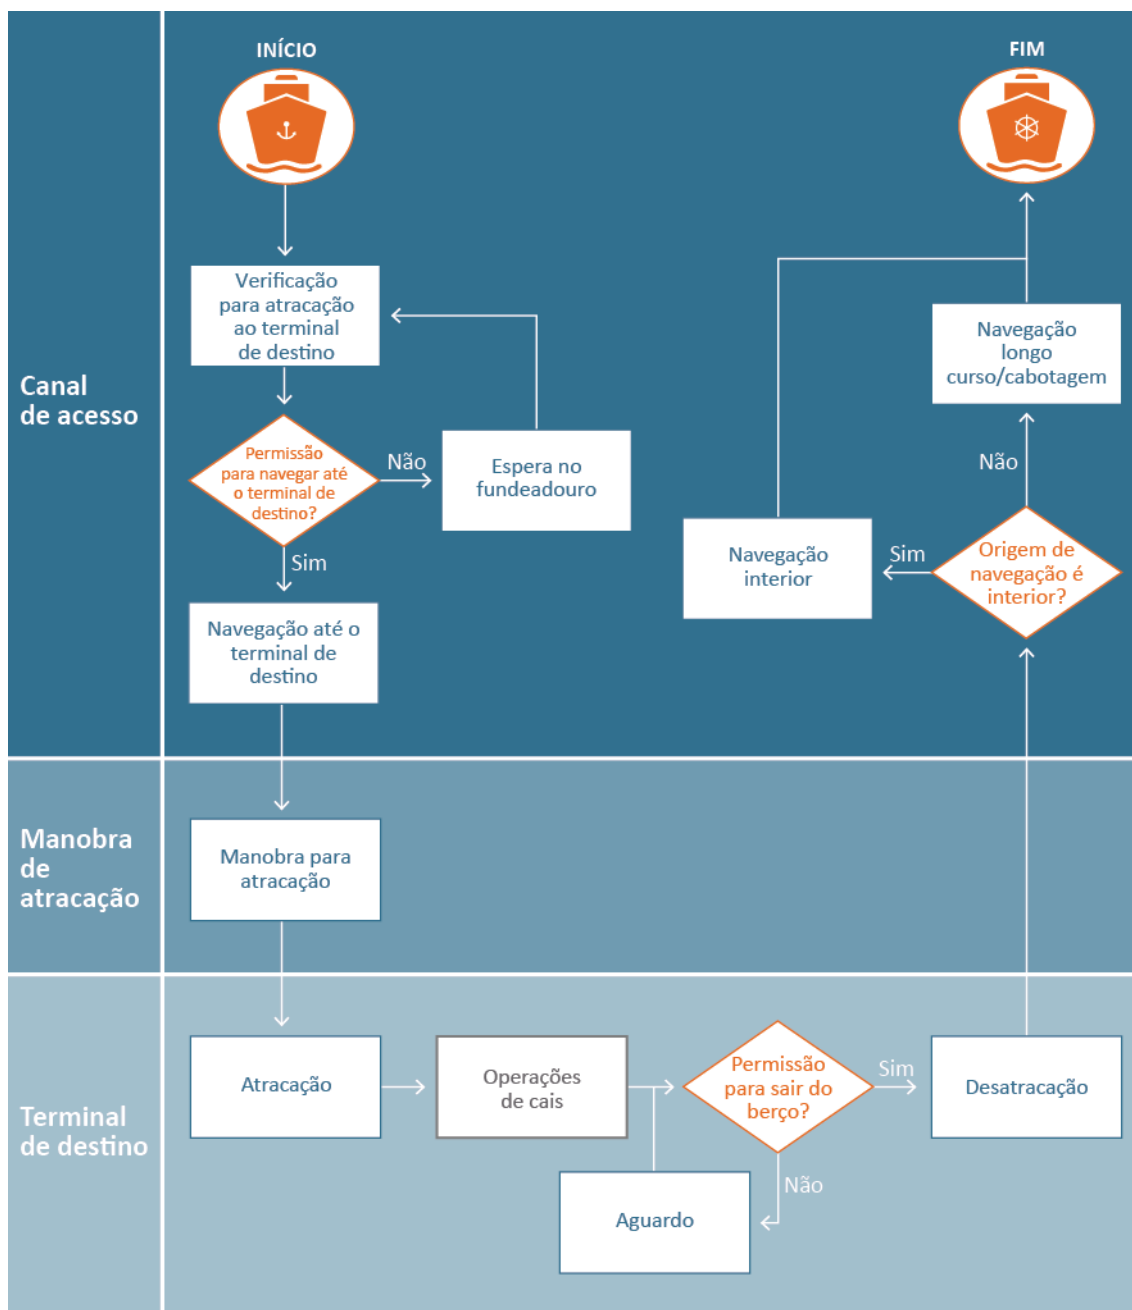 INÍCIO
FIM
Verificação
para atracação
ao terminal
de destino
Navegação
longo
curso/cabotagem
Canal
de acesso
Permissão
para navegar até
o terminal de
destino?
Não
Espera no
fundeadouro
Não
Sim
Navegação
interior
Sim
Origem de
navegação é
interior?
Navegação até o
terminal de
destino
Manobra
de
atracação
Manobra para
atracação
Terminal
de destino
Atracação
Operações
de cais
Permissão
para sair do
berço?
Sim
Desatracação
Não
Aguardo